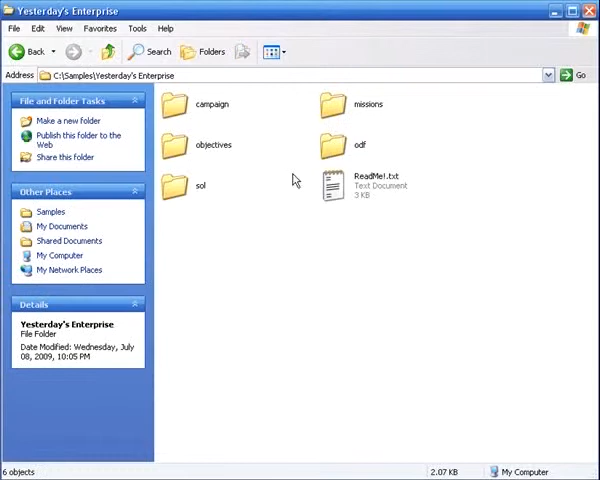 Yesterday's Enterprise
File Edit View Favorites Tools Help
Back Search Folders
Address C:\Samples\Yesterday's Enterprise Go
File and Folder Tasks
Make a new folder
Publish this folder to the
Web
Share this folder
Other Places
Samples
My Documents
Shared Documents
My Computer
My Network Places
Details
Yesterday's Enterprise
File Folder
Date Modified: Wednesday, July
08, 2009, 10:05 PM
campaign
missions
objectives
odf
sol
ReadMe!.txt
Text Document
3 KB
6 objects
2.07 KB
My Computer